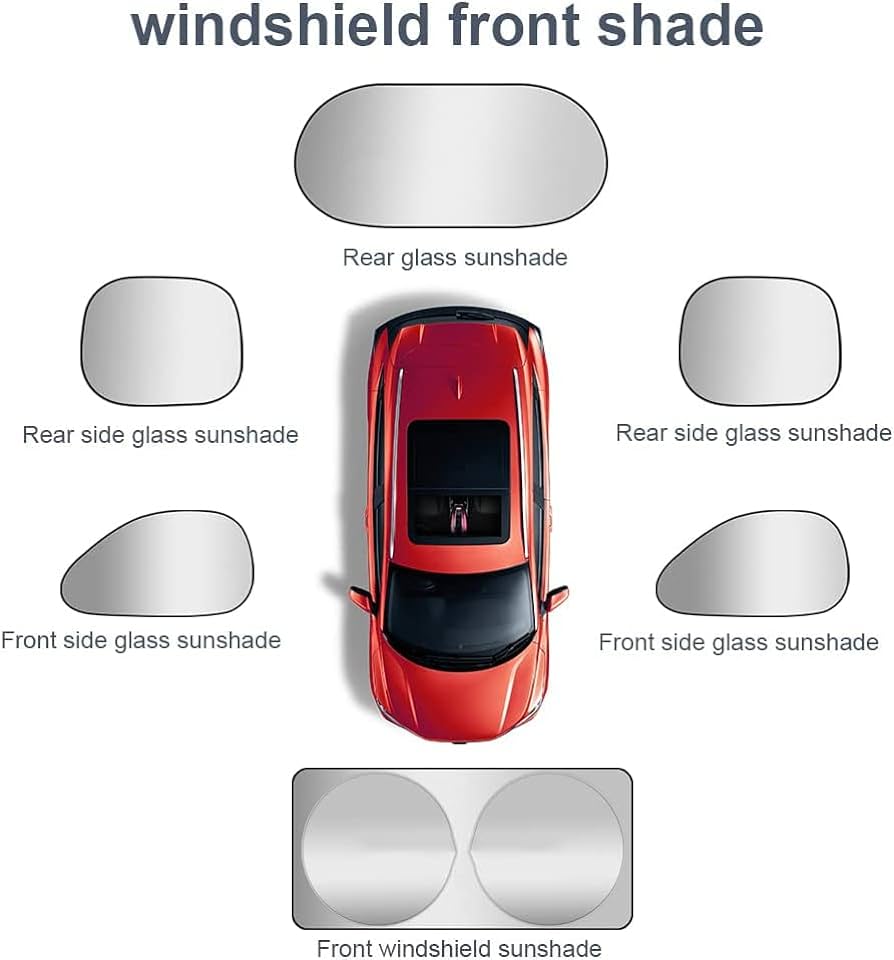 windshield front shade
Rear glass sunshade
Rear side glass sunshade
Rear side glass sunshade
Front side glass sunshade
Front side glass sunshade
Front windshield sunshade